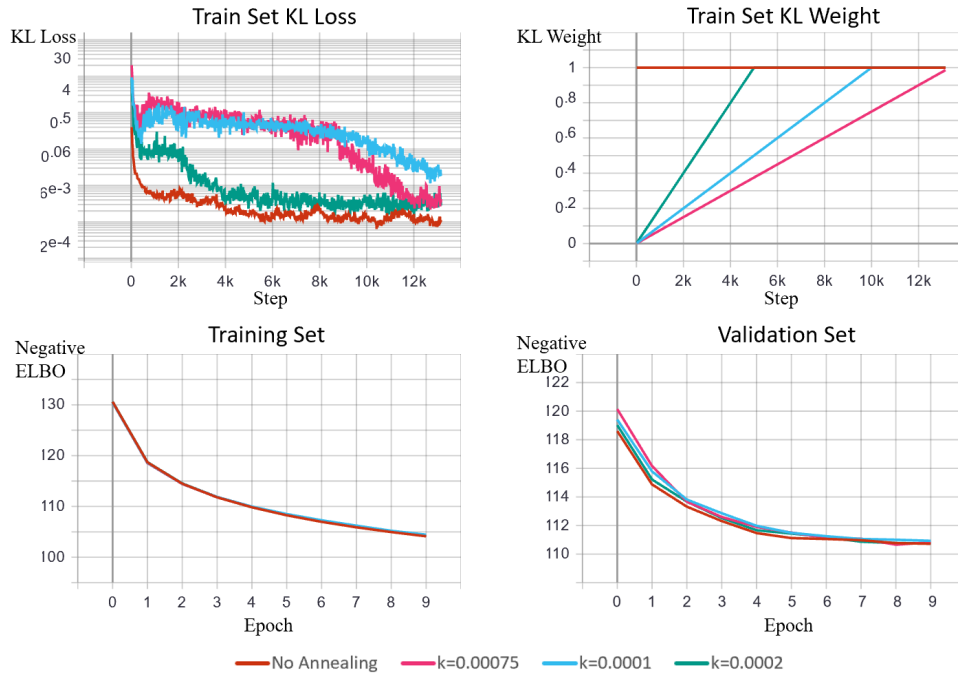 Train Set KL Loss
KL Loss
30
4
0.5
0.06
6e-3
2e-4
0 2k 4k 6k 8k 10k 12k
Step
Train Set KL Weight
KL Weight
1
0.8
0.6
0.4
0.2
0
0 2k 4k 6k 8k 10k 12k
Step
Training Set
Negative
ELBO
130
120
110
100
0 1 2 3 4 5 6 7 8 9
Epoch
Validation Set
Negative
ELBO
122
120
118
116
114
112
110
0 1 2 3 4 5 6 7 8 9
Epoch
No Annealing k=0.00075 k=0.0001 k=0.0002